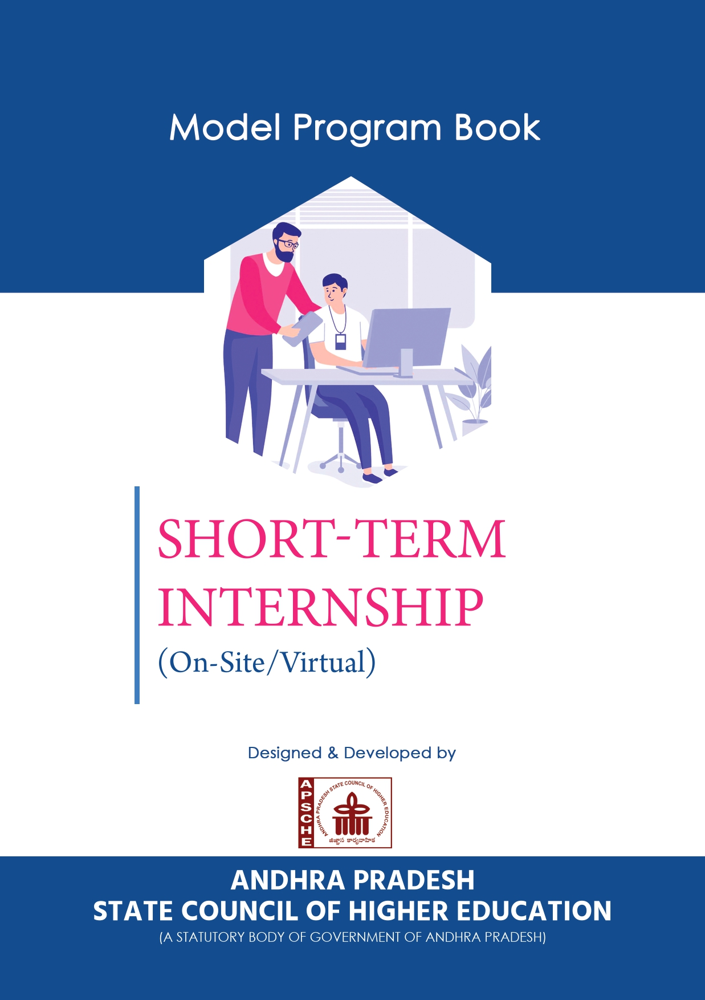 Model Program Book
SHORT-TERM
INTERNSHIP
(On-Site/Virtual)
Designed & Developed by
APSCHE
ANDHRA PRADESH STATE COUNCIL OF HIGHER EDUCATION
జిజ్ఞాస కార్యవాహిక
ANDHRA PRADESH
STATE COUNCIL OF HIGHER EDUCATION
(A STATUTORY BODY OF GOVERNMENT OF ANDHRA PRADESH)